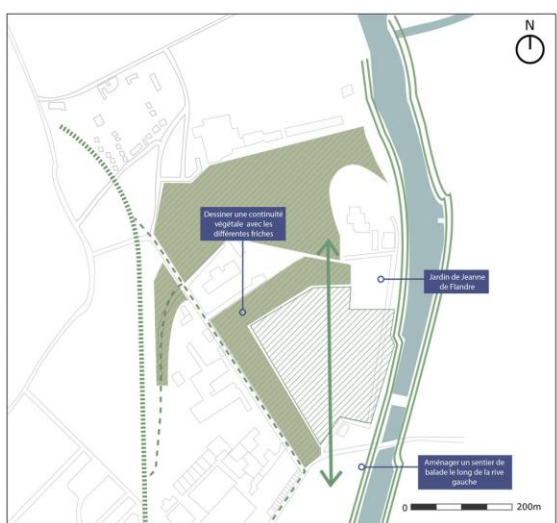 N
Dessiner une continuité
végétale avec les
différentes friches
Jardin de Jeanne
de Flandre
Aménager un sentier de
balade le long de la rive
gauche
0 200m